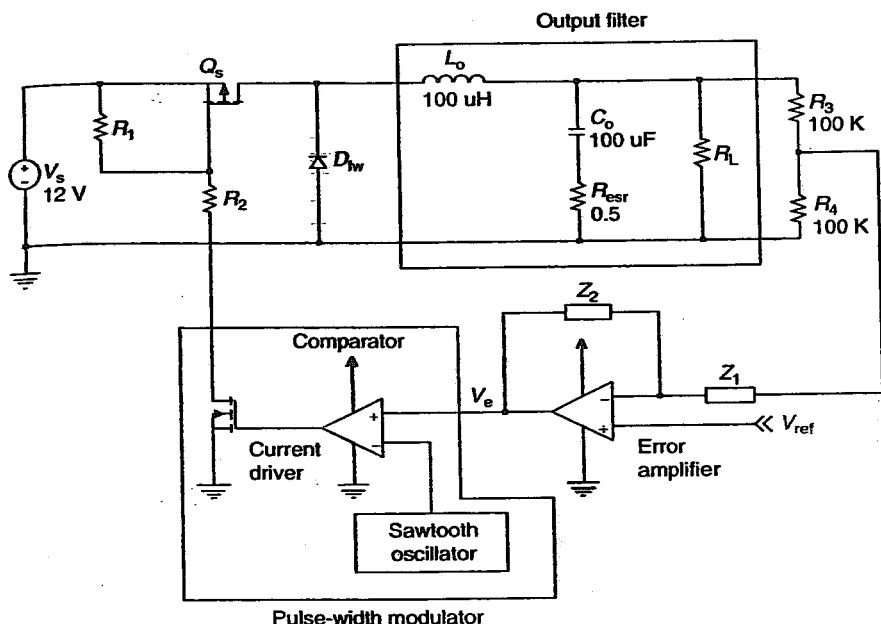 Output filter
Qs
Lo
100 uH
R1
R2
Vs
12 V
Dfw
Co
100 uF
Resr
0.5
RL
R3
100 K
R4
100 K
Z2
Z1
Comparator
Ve
+
−
−
+
Vref
Current
driver
Error
amplifier
Sawtooth
oscillator
Pulse-width modulator